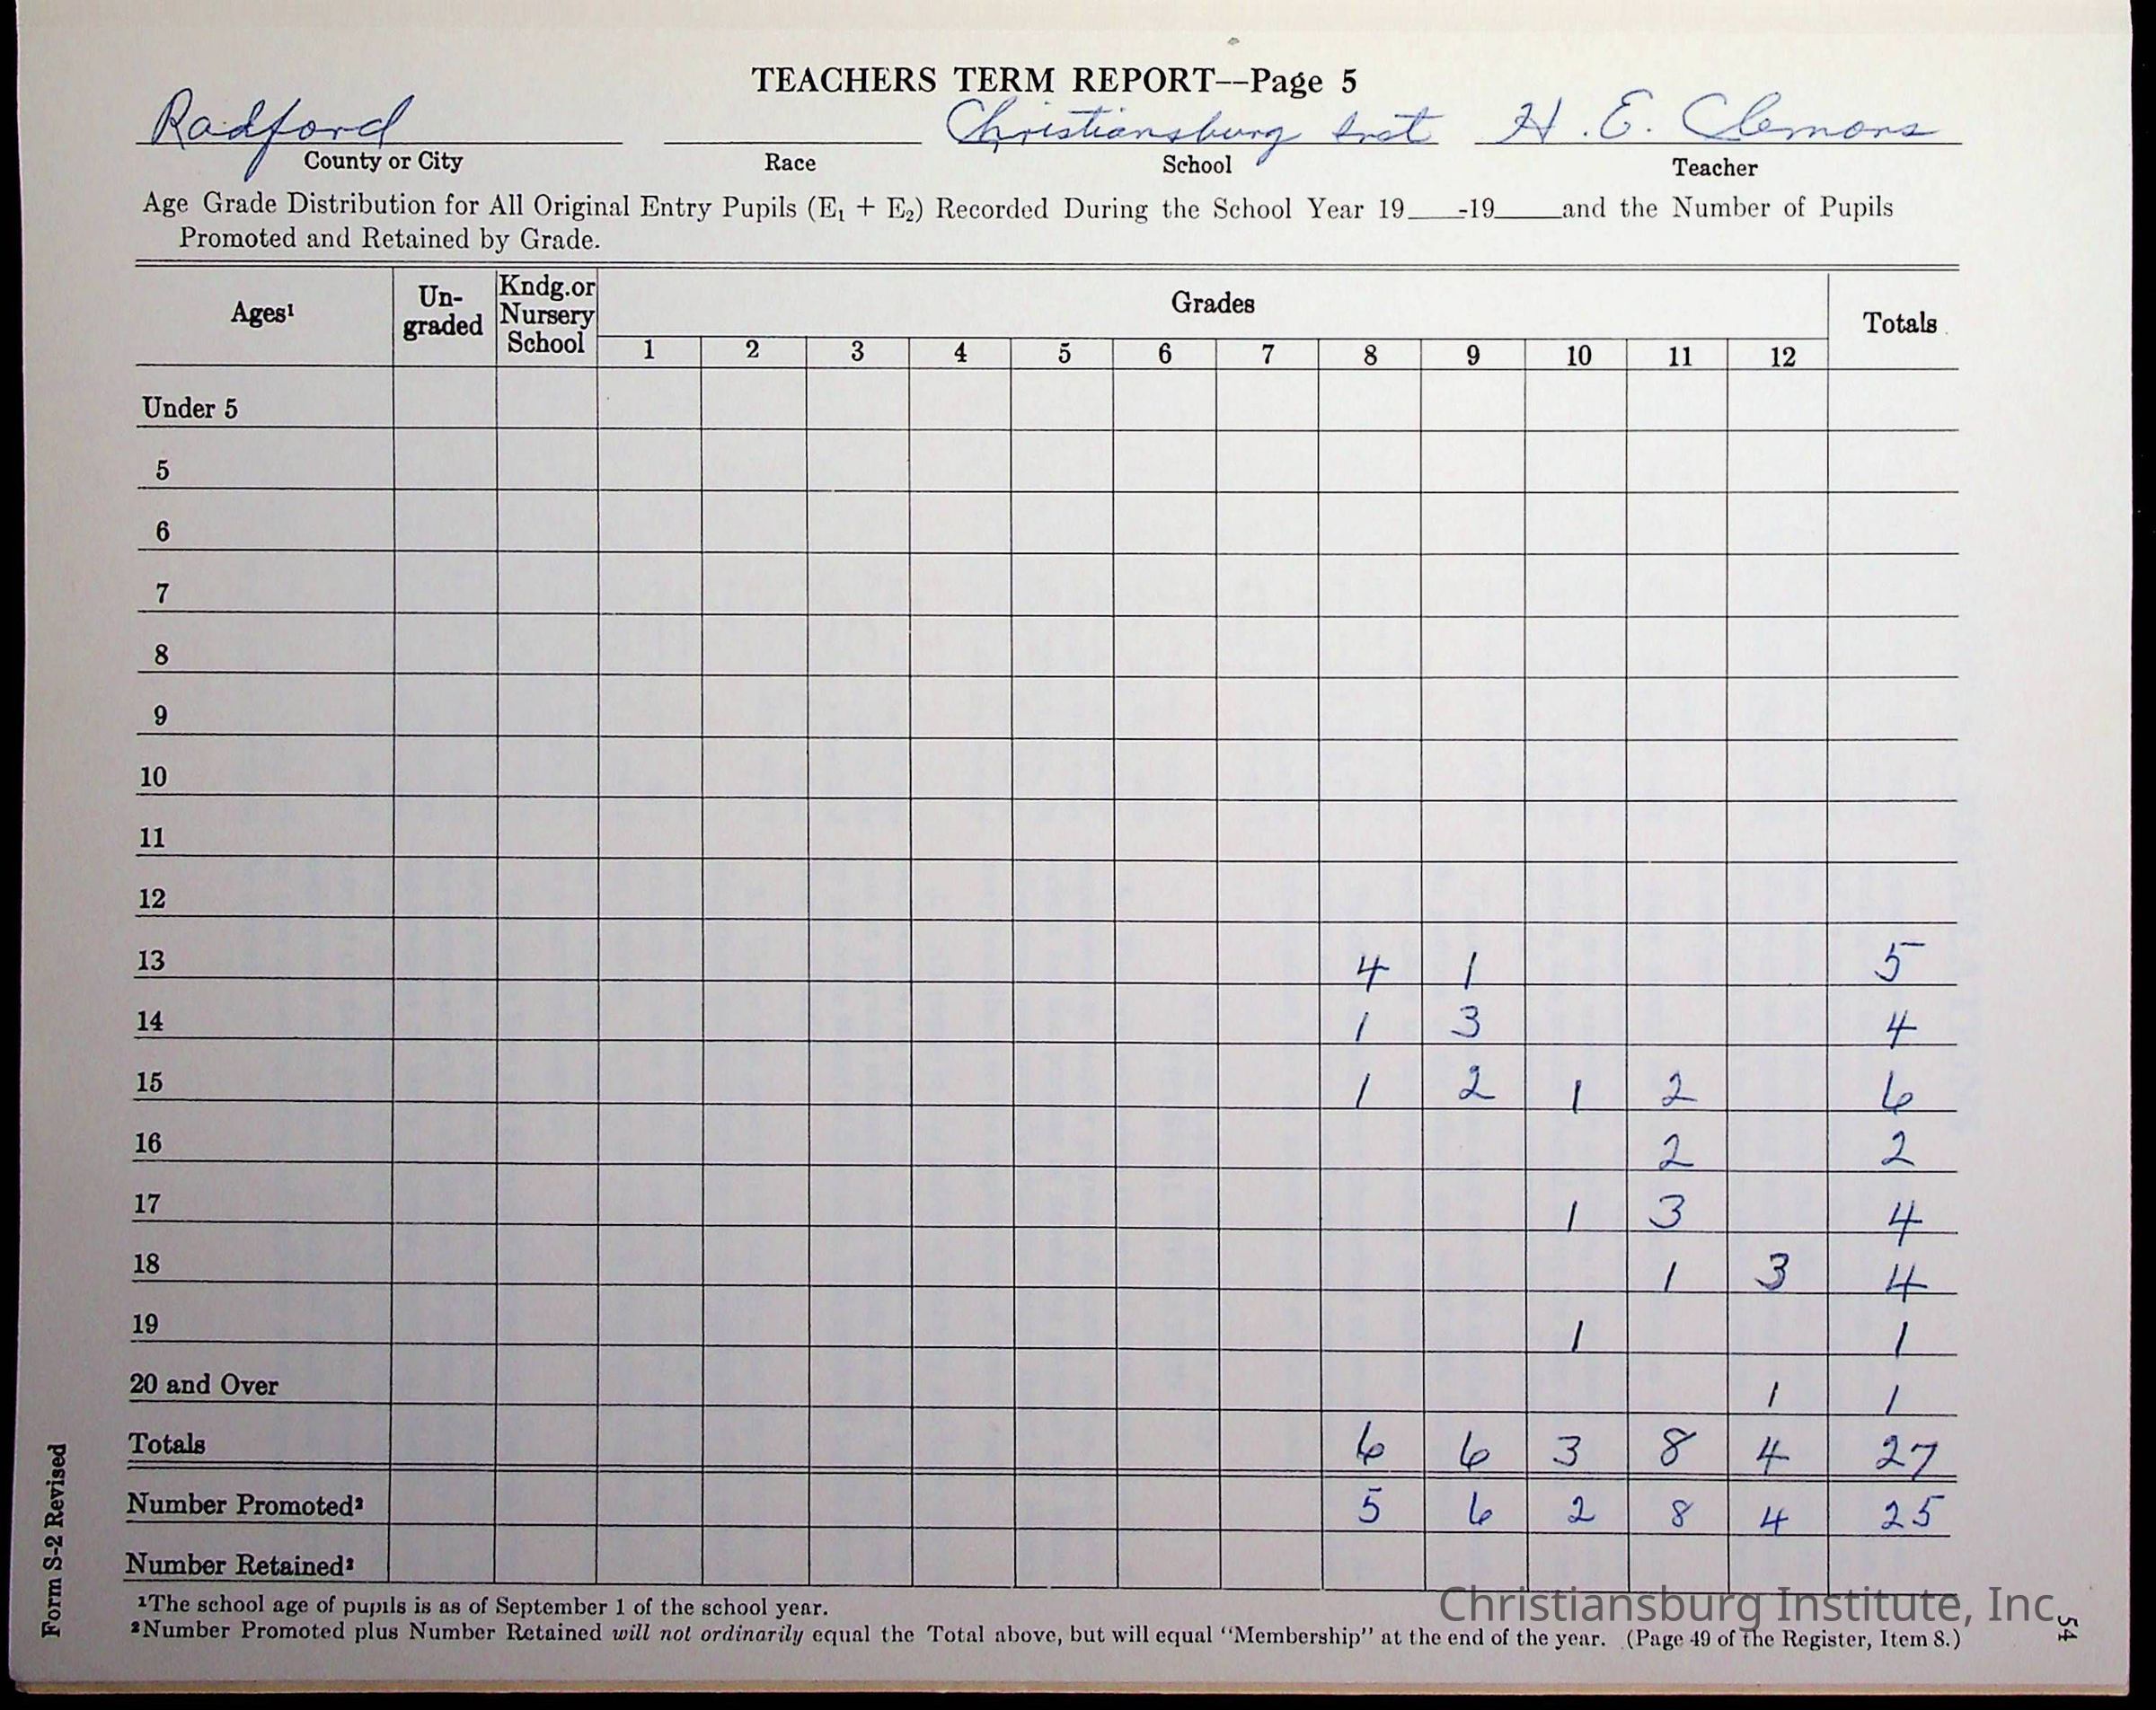 TEACHERS TERM REPORT--Page 5
Radford Christiansburg Inst H. E. Clemons
County or City Race School Teacher
Age Grade Distribution for All Original Entry Pupils (E₁ + E₂) Recorded During the School Year 19____-19____and the Number of Pupils
Promoted and Retained by Grade.
Ages¹ Un-graded Kndg.or Nursery School Grades Totals
1 2 3 4 5 6 7 8 9 10 11 12
Under 5
5
6
7
8
9
10
11
12
13 4 1 5
14 1 3 4
15 1 2 1 2 6
16 2 2
17 1 3 4
18 1 3 4
19 1 1
20 and Over 1 1
Totals 6 6 3 8 4 27
Number Promoted² 5 6 2 8 4 25
Number Retained²
¹The school age of pupils is as of September 1 of the school year.
²Number Promoted plus Number Retained will not ordinarily equal the Total above, but will equal "Membership" at the end of the year. (Page 49 of the Register, Item 8.)
Form S-2 Revised
54
Christiansburg Institute, Inc.